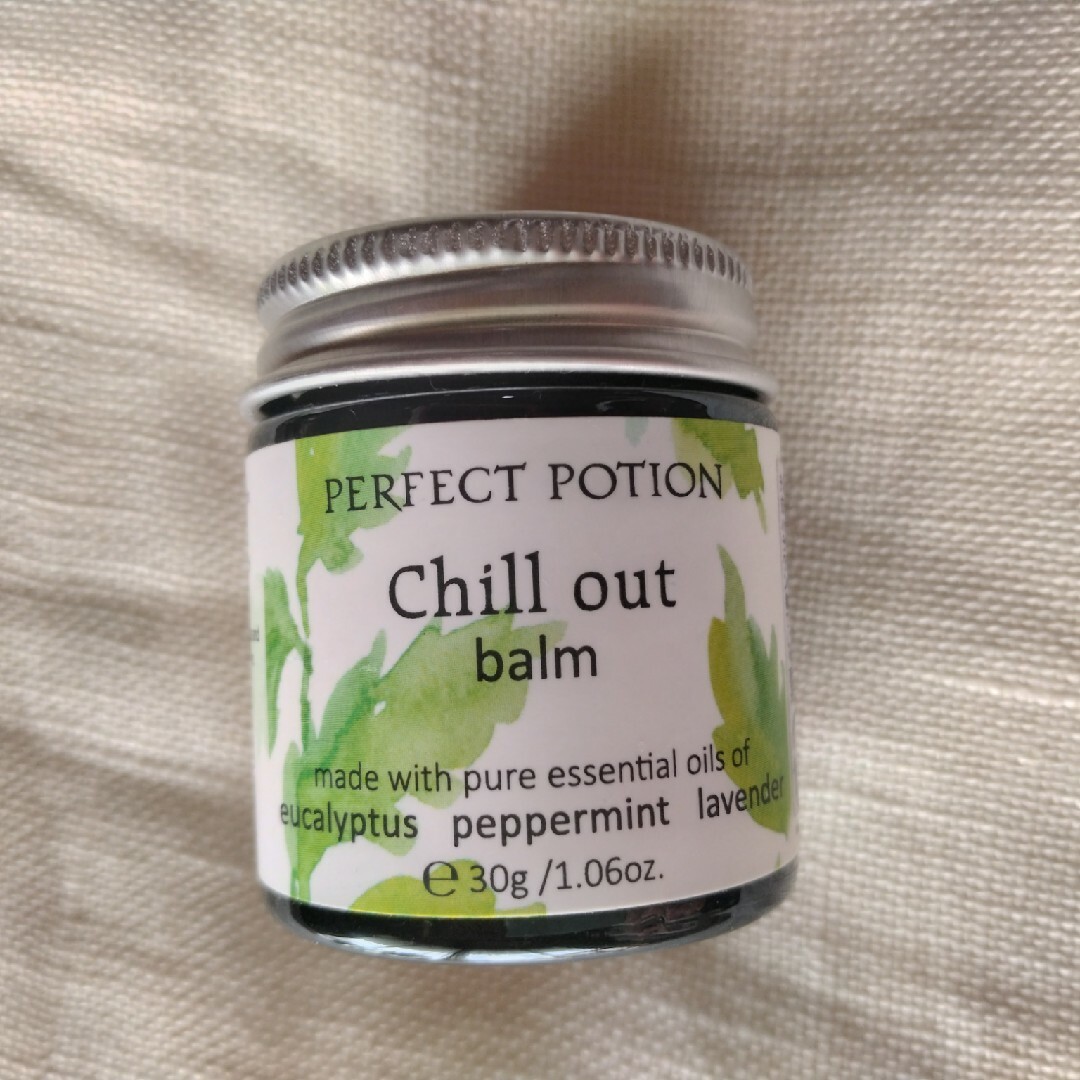 PERFECT POTION
Chill out
balm
made with pure essential oils of
eucalyptus peppermint lavender
℮ 30g /1.06oz.